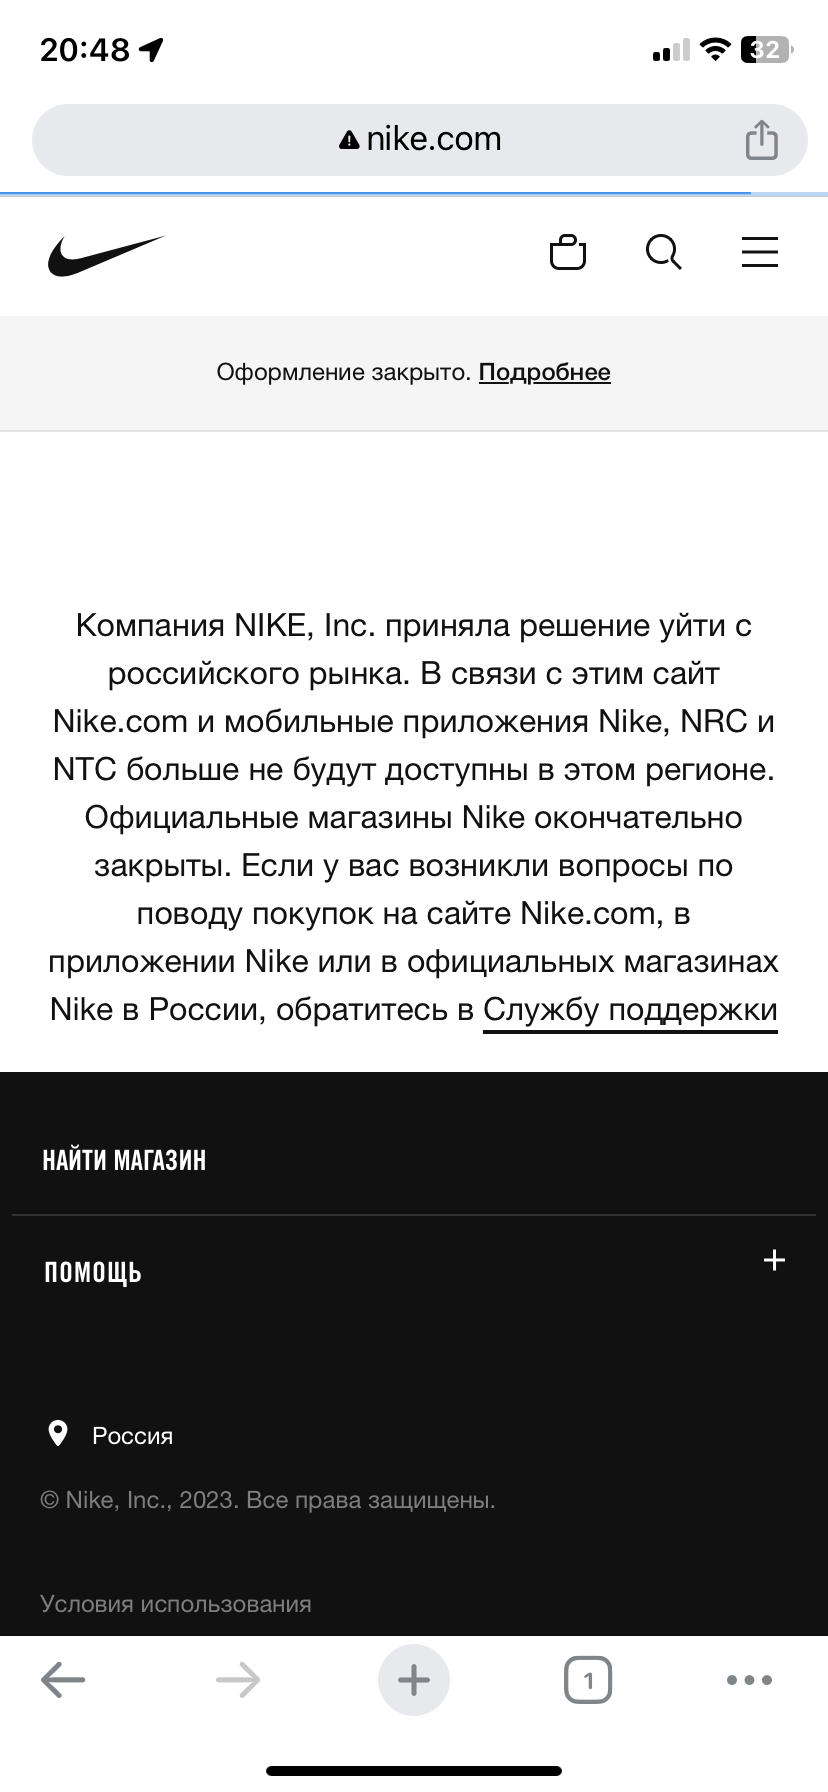 20:48
32
nike.com
Оформление закрыто. Подробнее
Компания NIKE, Inc. приняла решение уйти с
российского рынка. В связи с этим сайт
Nike.com и мобильные приложения Nike, NRC и
NTC больше не будут доступны в этом регионе.
Официальные магазины Nike окончательно
закрыты. Если у вас возникли вопросы по
поводу покупок на сайте Nike.com, в
приложении Nike или в официальных магазинах
Nike в России, обратитесь в Службу поддержки
НАЙТИ МАГАЗИН
ПОМОЩЬ
Россия
© Nike, Inc., 2023. Все права защищены.
Условия использования
1